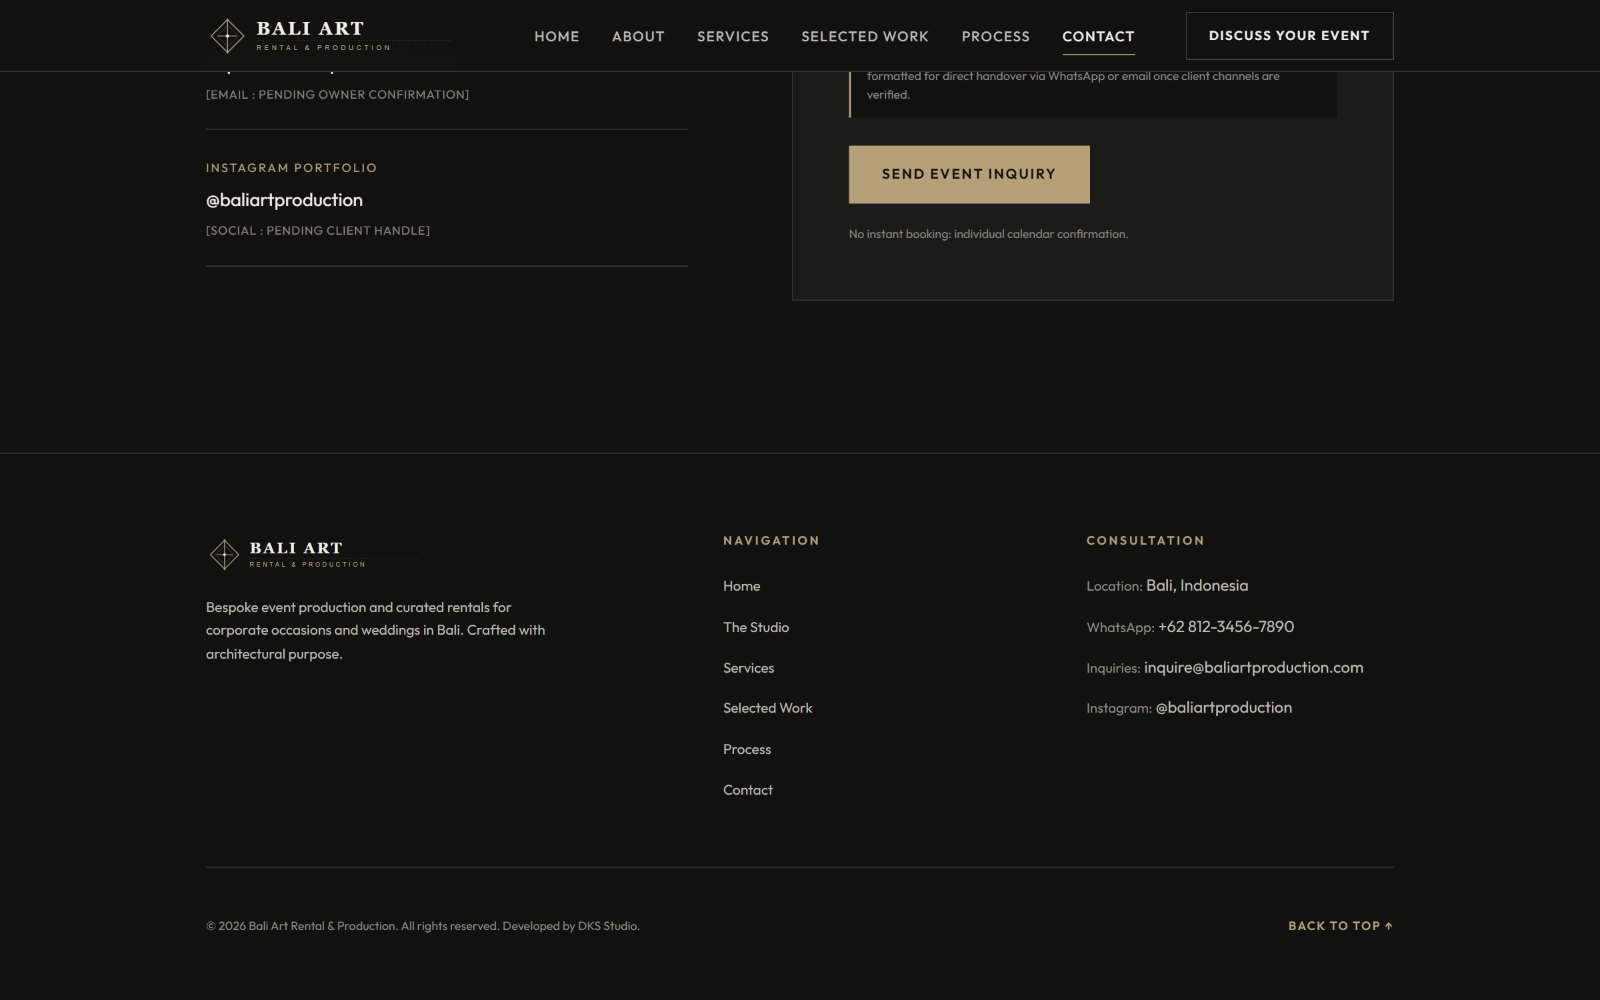 BALI ART
RENTAL & PRODUCTION
HOME
ABOUT
SERVICES
SELECTED WORK
PROCESS
CONTACT
DISCUSS YOUR EVENT
[EMAIL : PENDING OWNER CONFIRMATION]
INSTAGRAM PORTFOLIO
@baliartproduction
[SOCIAL : PENDING CLIENT HANDLE]
formatted for direct handover via WhatsApp or email once client channels are
verified.
SEND EVENT INQUIRY
No instant booking: individual calendar confirmation.
BALI ART
RENTAL & PRODUCTION
Bespoke event production and curated rentals for
corporate occasions and weddings in Bali. Crafted with
architectural purpose.
NAVIGATION
Home
The Studio
Services
Selected Work
Process
Contact
CONSULTATION
Location: Bali, Indonesia
WhatsApp: +62 812-3456-7890
Inquiries: inquire@baliartproduction.com
Instagram: @baliartproduction
© 2026 Bali Art Rental & Production. All rights reserved. Developed by DKS Studio.
BACK TO TOP ↑